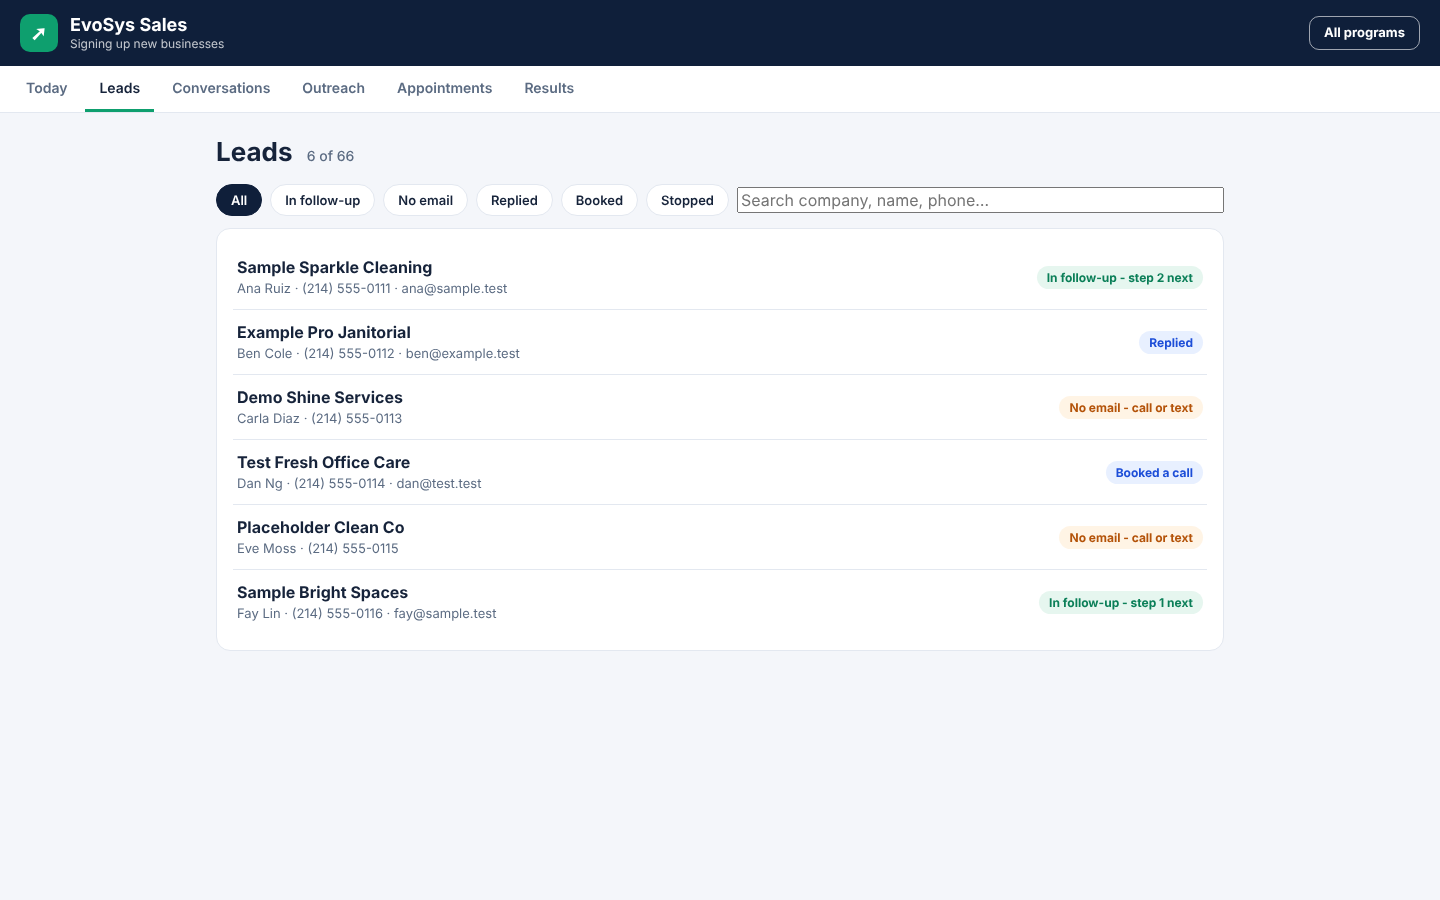 EvoSys Sales
Signing up new businesses
All programs
Today
Leads
Conversations
Outreach
Appointments
Results
Leads
6 of 66
All
In follow-up
No email
Replied
Booked
Stopped
Search company, name, phone...
Sample Sparkle Cleaning
Ana Ruiz · (214) 555-0111 · ana@sample.test
In follow-up - step 2 next
Example Pro Janitorial
Ben Cole · (214) 555-0112 · ben@example.test
Replied
Demo Shine Services
Carla Diaz · (214) 555-0113
No email - call or text
Test Fresh Office Care
Dan Ng · (214) 555-0114 · dan@test.test
Booked a call
Placeholder Clean Co
Eve Moss · (214) 555-0115
No email - call or text
Sample Bright Spaces
Fay Lin · (214) 555-0116 · fay@sample.test
In follow-up - step 1 next